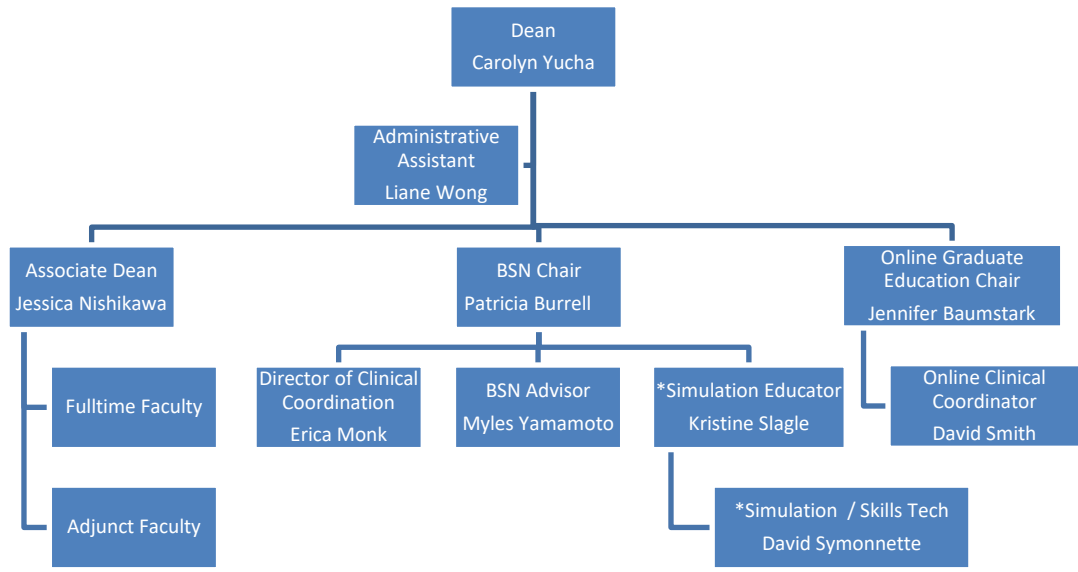 Dean
Carolyn Yucha
Administrative
Assistant
Liane Wong
Associate Dean
Jessica Nishikawa
BSN Chair
Patricia Burrell
Online Graduate
Education Chair
Jennifer Baumstark
Fulltime Faculty
Adjunct Faculty
Director of Clinical
Coordination
Erica Monk
BSN Advisor
Myles Yamamoto
*Simulation Educator
Kristine Slagle
*Simulation / Skills Tech
David Symonnette
Online Clinical
Coordinator
David Smith